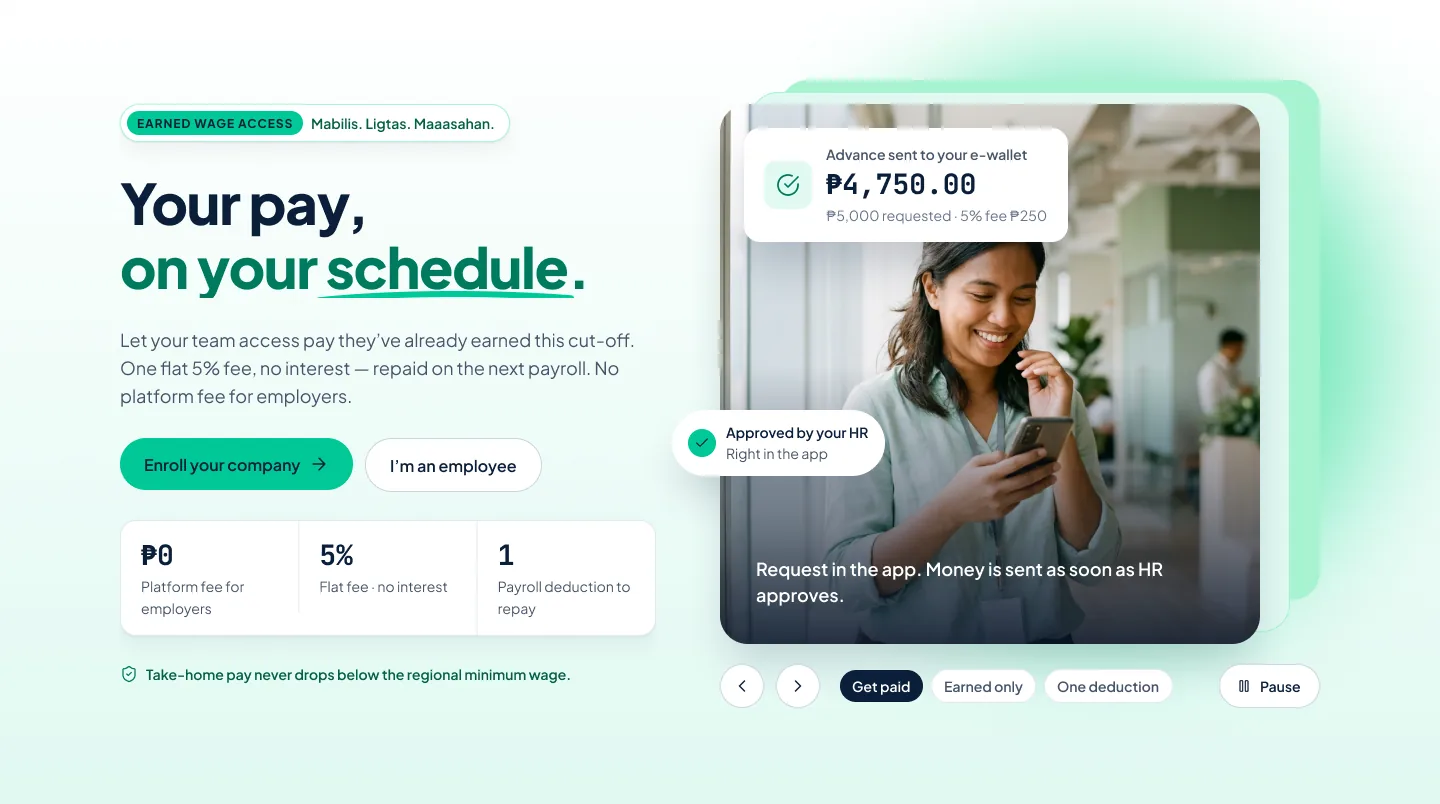 EARNED WAGE ACCESS Mabilis. Ligtas. Maaasahan.
Your pay,
on your schedule.
Let your team access pay they’ve already earned this cut-off.
One flat 5% fee, no interest — repaid on the next payroll. No
platform fee for employers.
Enroll your company
I’m an employee
₱0
Platform fee for
employers
5%
Flat fee · no interest
1
Payroll deduction to
repay
Take-home pay never drops below the regional minimum wage.
Advance sent to your e-wallet
₱4,750.00
₱5,000 requested · 5% fee ₱250
Approved by your HR
Right in the app
Request in the app. Money is sent as soon as HR
approves.
Get paid
Earned only
One deduction
Pause